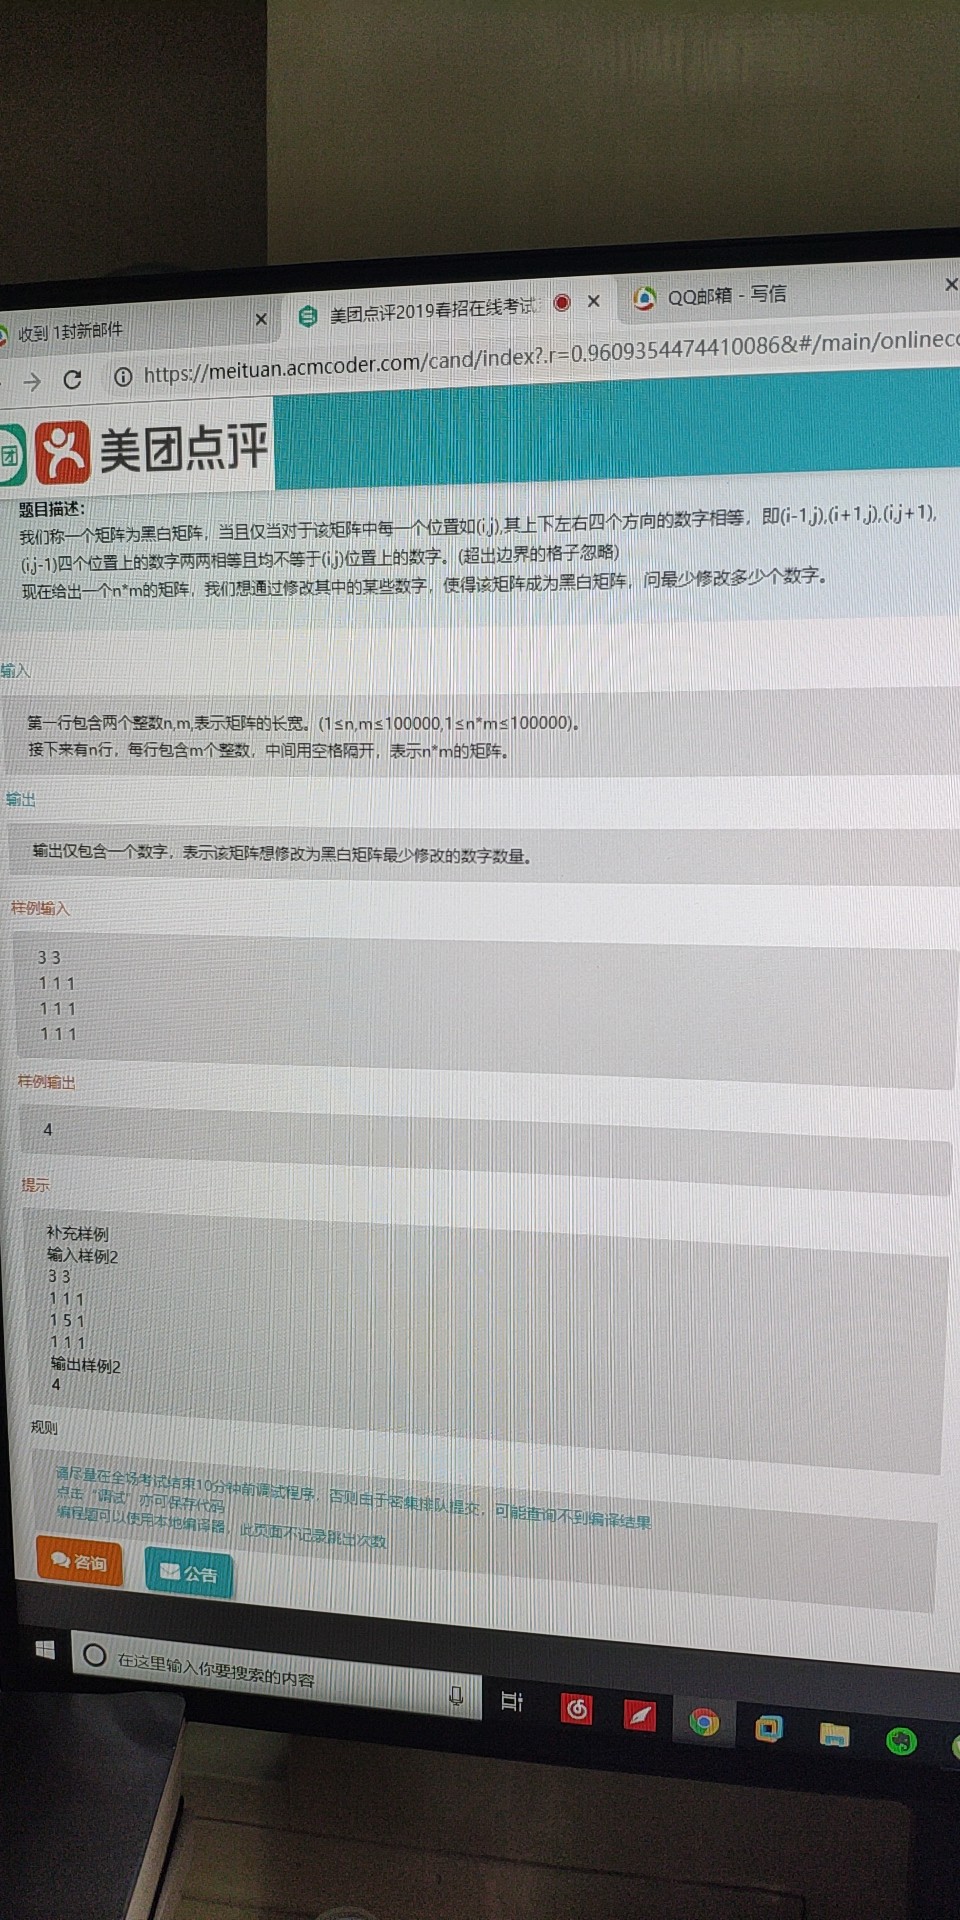 收到 1封新邮件
美团点评2019春招在线考试
QQ邮箱 - 写信
https://meituan.acmcoder.com/cand/index?.r=0.9609354474410086&#/main/onlinecc
团
美团点评
题目描述:
我们称一个矩阵为黑白矩阵，当且仅当对于该矩阵中每一个位置如(i,j),其上下左右四个方向的数字相等，即(i-1,j),(i+1,j),(i,j+1),
(i,j-1)四个位置上的数字两两相等且均不等于(i,j)位置上的数字。(超出边界的格子忽略)
现在给出一个n*m的矩阵，我们想通过修改其中的某些数字，使得该矩阵成为黑白矩阵，问最少修改多少个数字。
输入
第一行包含两个整数n,m,表示矩阵的长宽。(1≤n,m≤100000,1≤n*m≤100000)。
接下来有n行，每行包含m个整数，中间用空格隔开，表示n*m的矩阵。
输出
输出仅包含一个数字，表示该矩阵想修改为黑白矩阵最少修改的数字数量。
样例输入
3 3
1 1 1
1 1 1
1 1 1
样例输出
4
提示
补充样例
输入样例2
3 3
1 1 1
1 5 1
1 1 1
输出样例2
4
规则
请尽量在全场考试结束10分钟前调试程序，否则由于密集排队提交，可能查询不到编译结果
点击“调试”亦可保存代码
编程题可以使用本地编译器，此页面不记录跳出次数
咨询
公告
在这里输入你要搜索的内容